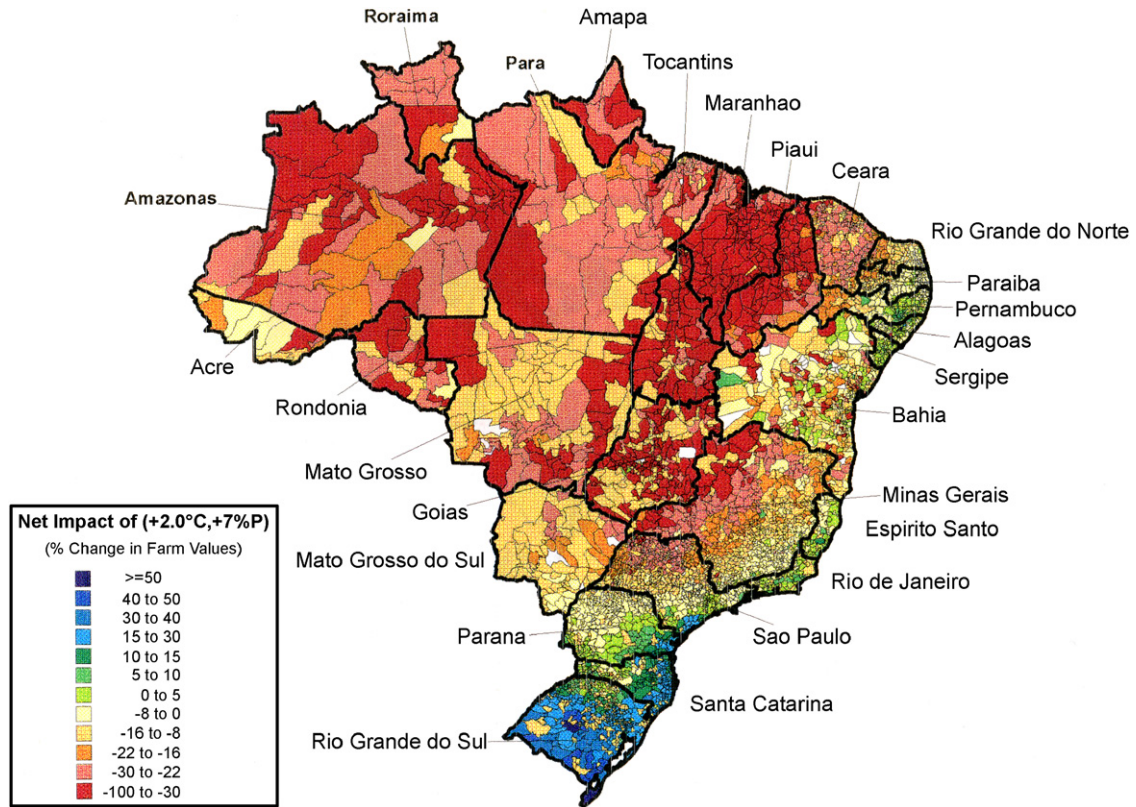 Roraima
Amapa
Para
Tocantins
Maranhao
Piaui
Ceara
Amazonas
Rio Grande do Norte
Paraiba
Pernambuco
Alagoas
Acre
Sergipe
Rondonia
Bahia
Mato Grosso
Minas Gerais
Goias
Espirito Santo
Mato Grosso do Sul
Rio de Janeiro
Parana
Sao Paulo
Santa Catarina
Rio Grande do Sul
Net Impact of (+2.0°C,+7%P)
(% Change in Farm Values)
>=50
40 to 50
30 to 40
15 to 30
10 to 15
5 to 10
0 to 5
-8 to 0
-16 to -8
-22 to -16
-30 to -22
-100 to -30